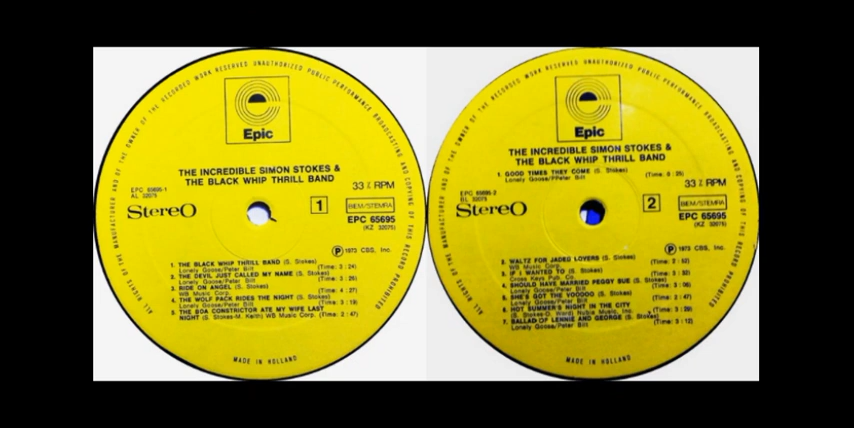 ALL RIGHTS OF THE MANUFACTURER AND OF THE OWNER OF THE RECORDED WORK RESERVED UNAUTHORIZED PUBLIC PERFORMANCE BROADCASTING AND COPYING OF THIS RECORD PROHIBITED
Epic
THE INCREDIBLE SIMON STOKES &
THE BLACK WHIP THRILL BAND
33⅓ RPM
EPC 65695-1
AL 32075
StereO
1
BIEM/STEMRA
EPC 65695
(KZ 32075)
Ⓟ 1973 CBS, Inc.
1. THE BLACK WHIP THRILL BAND (S. Stokes)
Lonely Goose/Peter Bilt (Time: 3 : 24)
2. THE DEVIL JUST CALLED MY NAME (S. Stokes)
Lonely Goose/Peter Bilt (Time: 3 : 26)
3. RIDE ON ANGEL (S. Stokes)
WB Music Corp. (Time: 4 : 27)
4. THE WOLF PACK RIDES THE NIGHT (S. Stokes)
Lonely Goose/Peter Bilt (Time: 3 : 19)
5. THE BOA CONSTRICTOR ATE MY WIFE LAST
NIGHT (S. Stokes-M. Keith) WB Music Corp. (Time: 2 : 47)
MADE IN HOLLAND
ALL RIGHTS OF THE MANUFACTURER AND OF THE OWNER OF THE RECORDED WORK RESERVED UNAUTHORIZED PUBLIC PERFORMANCE BROADCASTING AND COPYING OF THIS RECORD PROHIBITED
Epic
THE INCREDIBLE SIMON STOKES &
THE BLACK WHIP THRILL BAND
1. GOOD TIMES THEY COME (S. Stokes)
Lonely Goose/PPeter Bilt (Time: 3 : 25)
33⅓ RPM
EPC 65695-2
BL 32075
StereO
2
BIEM/STEMRA
EPC 65695
(KZ 32075)
Ⓟ 1973 CBS, Inc.
2. WALTZ FOR JADED LOVERS (S. Stokes)
WB Music Corp. (Time: 2 : 52)
3. IF I WANTED TO (S. Stokes)
Cross Keys Pub. Co. (Time: 3 : 50)
4. SHOULD HAVE MARRIED PEGGY SUE (S. Stokes)
Lonely Goose/Peter Bilt (Time: 3 : 06)
5. SHE'S GOT THE VOODOO (S. Stokes)
Lonely Goose/Peter Bilt (Time: 2 : 47)
6. HOT SUMMER'S NIGHT IN THE CITY
(S. Stokes-D. Ward) Nubia Music, Inc. (Time: 3 : 29)
7. BALLAD OF LENNIE AND GEORGE (S. Stokes)
Lonely Goose/Peter Bilt (Time: 3 : 12)
MADE IN HOLLAND